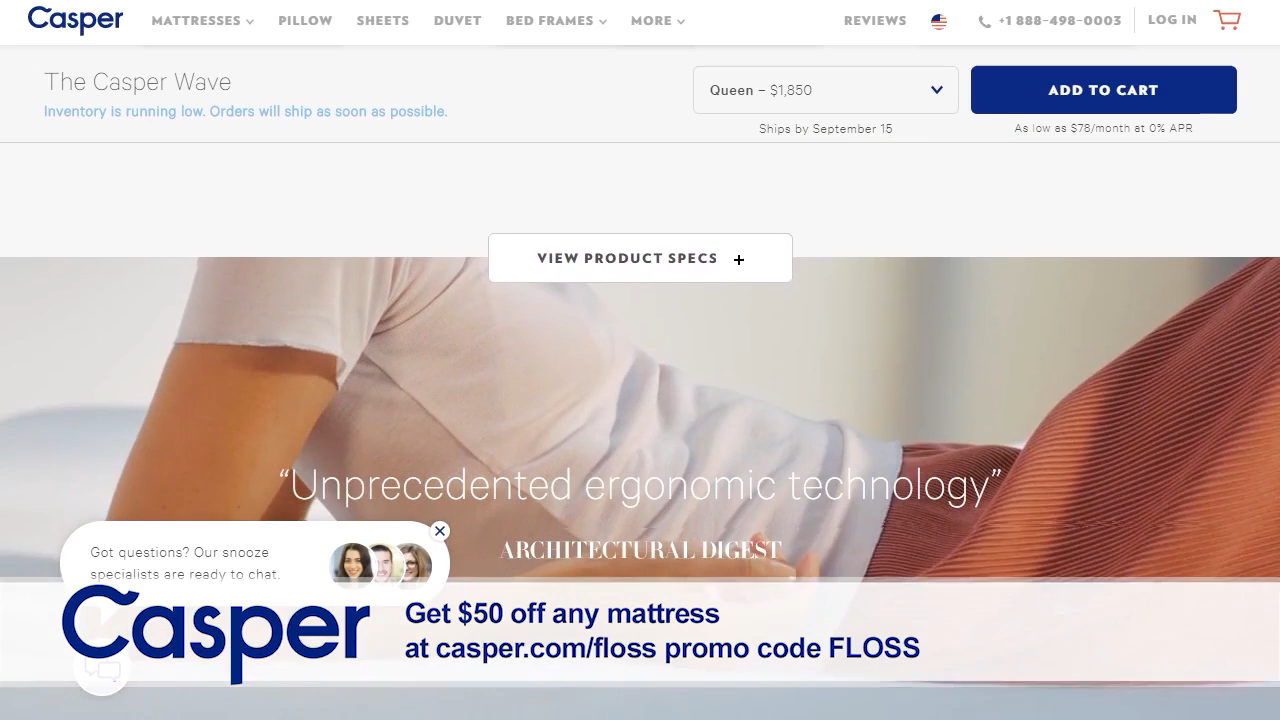 Casper MATTRESSES PILLOW SHEETS DUVET BED FRAMES MORE REVIEWS +1 888-498-0003 LOG IN
The Casper Wave
Inventory is running low. Orders will ship as soon as possible.
Queen – $1,850
ADD TO CART
Ships by September 15
As low as $78/month at 0% APR
VIEW PRODUCT SPECS +
“Unprecedented ergonomic technology”
ARCHITECTURAL DIGEST
Got questions? Our snooze
specialists are ready to chat.
Casper
Get $50 off any mattress
at casper.com/floss promo code FLOSS